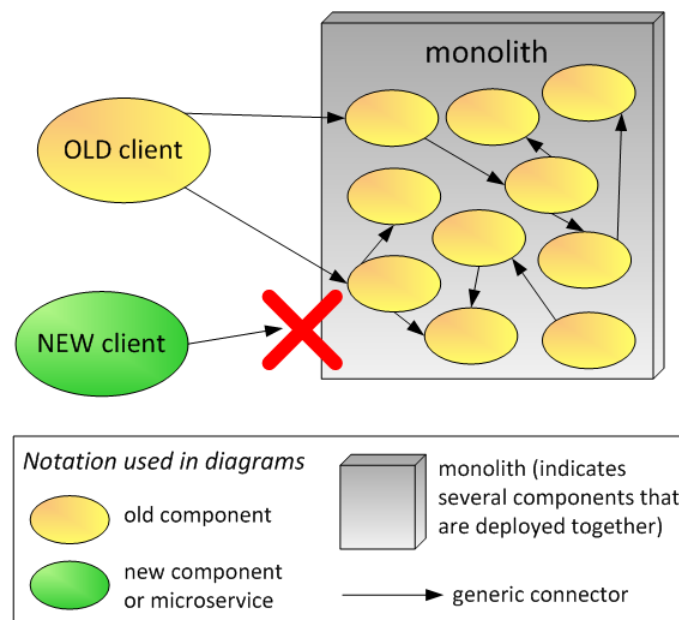 monolith
OLD client
NEW client
Notation used in diagrams
old component
new component
or microservice
monolith (indicates
several components that
are deployed together)
generic connector